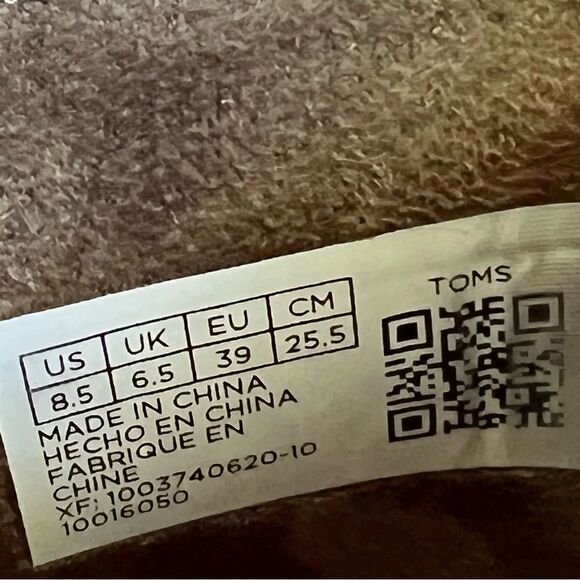 TOMS
US UK EU CM
8.5 6.5 39 25.5
MADE IN CHINA
HECHO EN CHINA
FABRIQUE EN
CHINE
XF: 1003740620-10
10016050